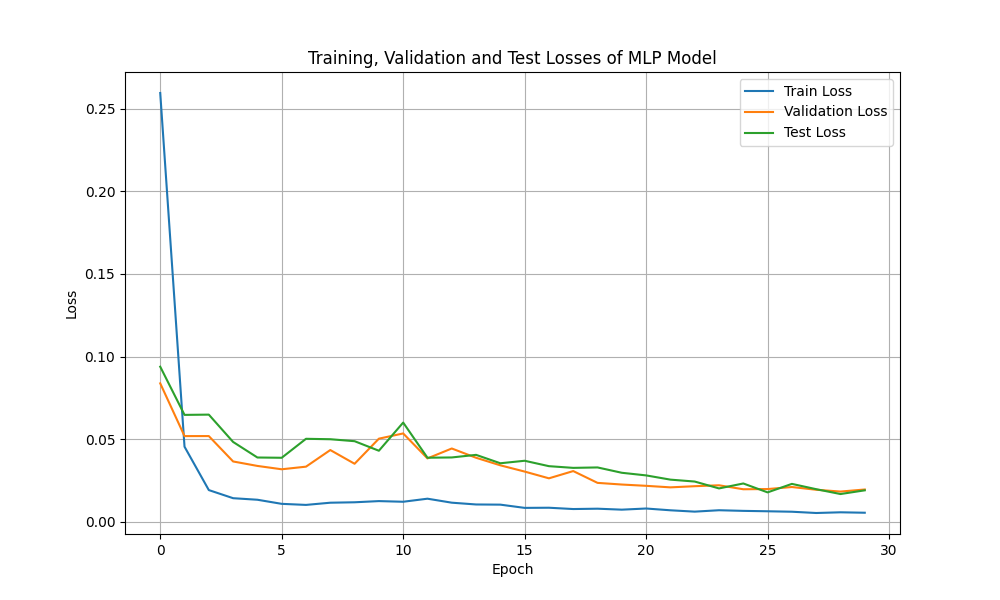 Training, Validation and Test Losses of MLP Model
Train Loss
Validation Loss
Test Loss
0.25
0.20
0.15
0.10
0.05
0.00
Loss
0 5 10 15 20 25 30
Epoch